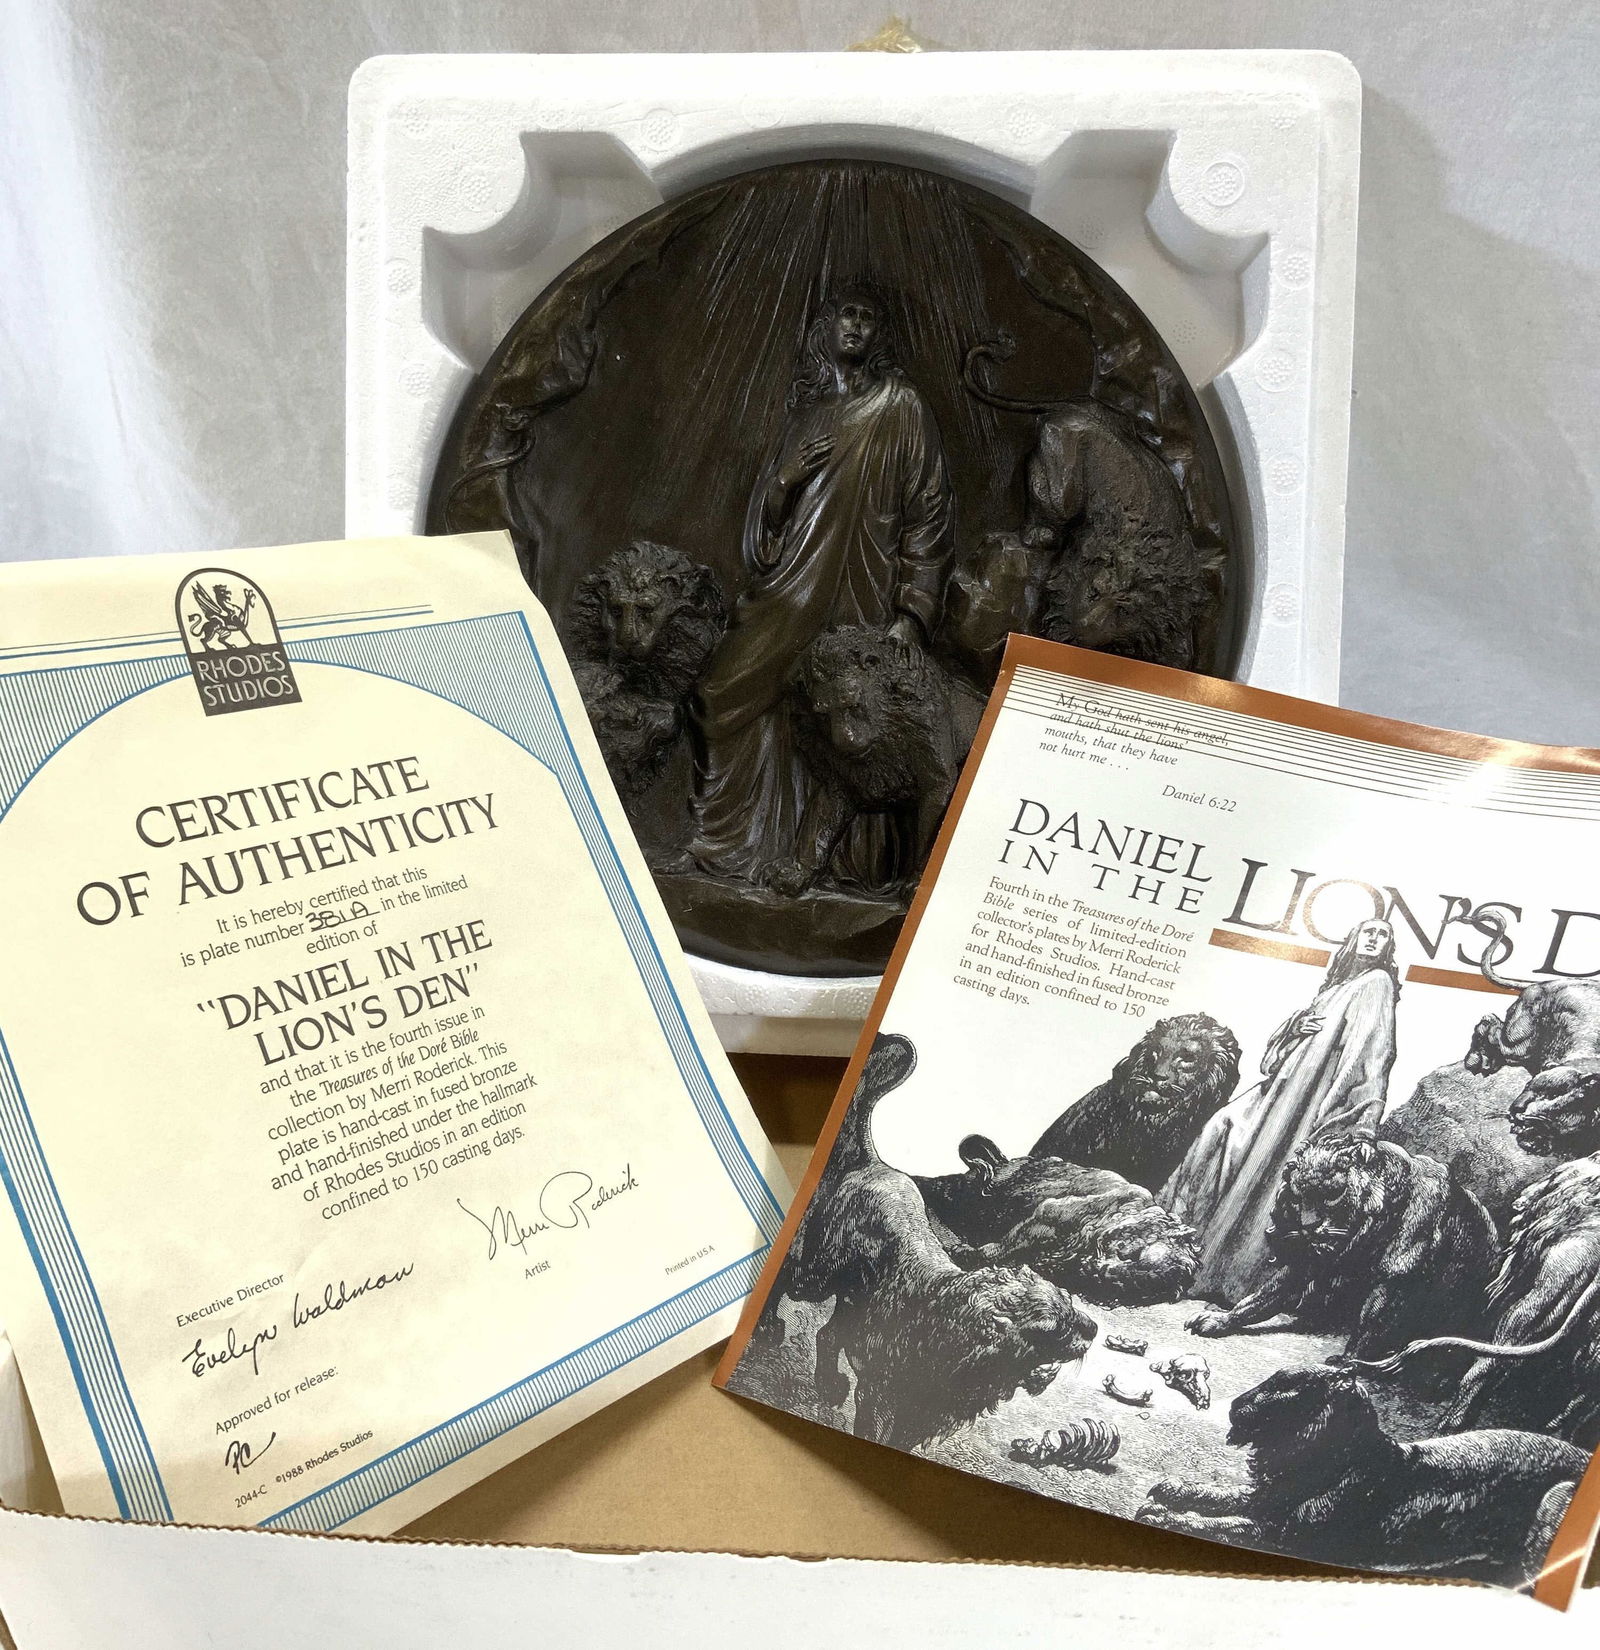 RHODES
STUDIOS
CERTIFICATE
OF AUTHENTICITY
It is hereby certified that this
is plate number 381A in the limited
edition of
"DANIEL IN THE
LION'S DEN"
and that it is the fourth issue in
the Treasures of the Doré Bible
collection by Merri Roderick. This
plate is hand-cast in fused bronze
and hand-finished under the hallmark
of Rhodes Studios in an edition
confined to 150 casting days.
Merri Roderick
Artist
Printed in U.S.A
Executive Director
Evelyn Waldman
Approved for release:
PC
2044-C ©1988 Rhodes Studios
My God hath sent his angel,
and hath shut the lions'
mouths, that they have
not hurt me . . .
Daniel 6:22
DANIEL
IN THE
LION'S D
Fourth in the Treasures of the Doré
Bible series of limited-edition
collector's plates by Merri Roderick
for Rhodes Studios. Hand-cast
and hand-finished in fused bronze
in an edition confined to 150
casting days.